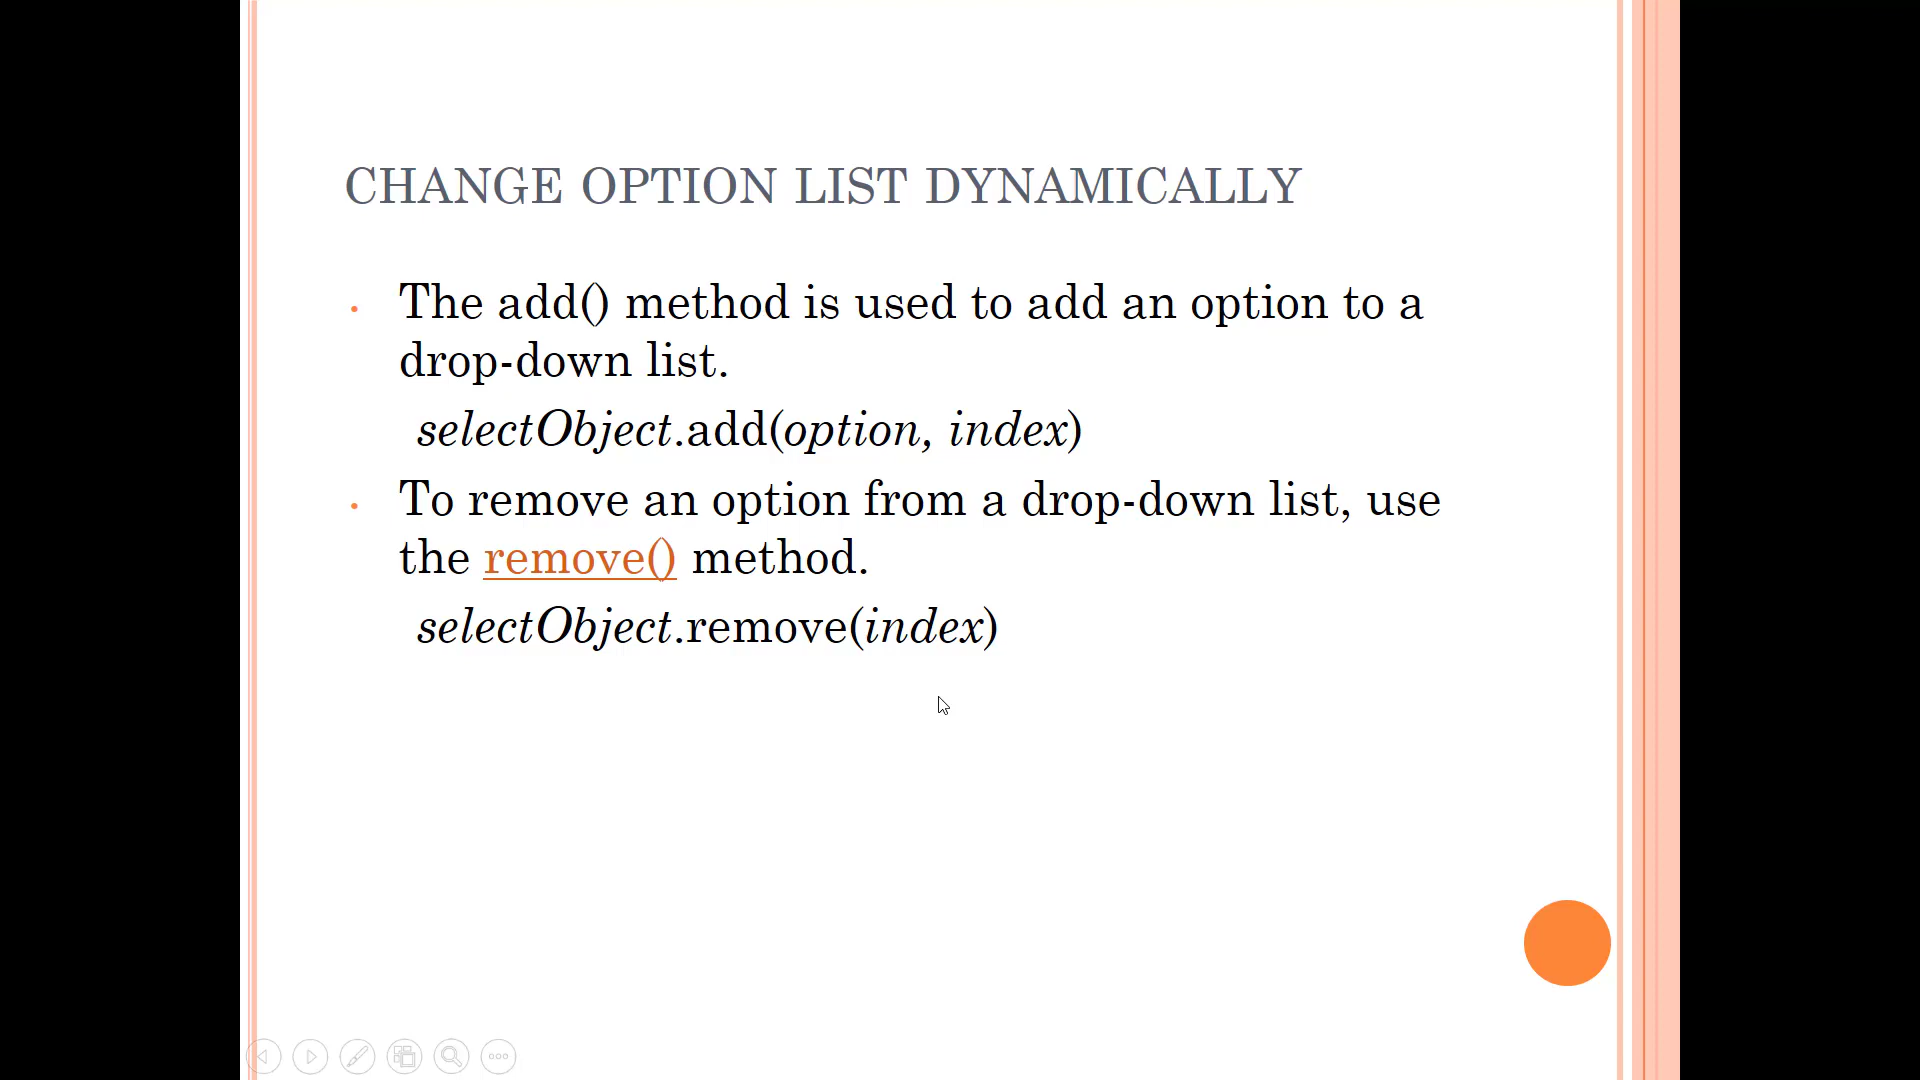 CHANGE OPTION LIST DYNAMICALLY
• The add() method is used to add an option to a
drop-down list.
selectObject.add(option, index)
• To remove an option from a drop-down list, use
the remove() method.
selectObject.remove(index)